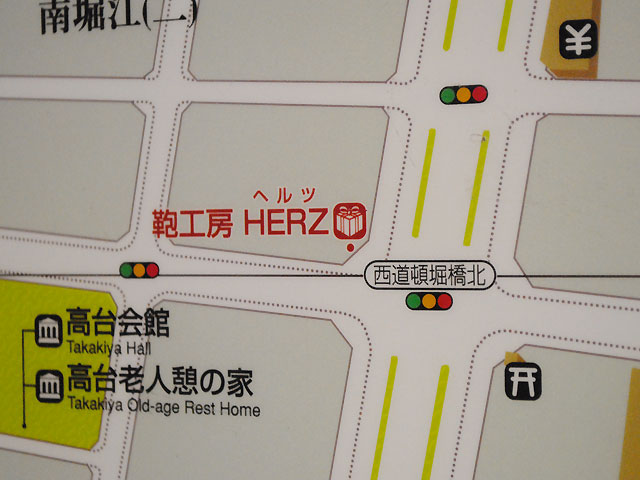 南堀江(二)
¥
ヘルツ
鞄工房 HERZ
西道頓堀橋北
高台会館
Takakiya Hall
高台老人憩の家
Takakiya Old-age Rest Home